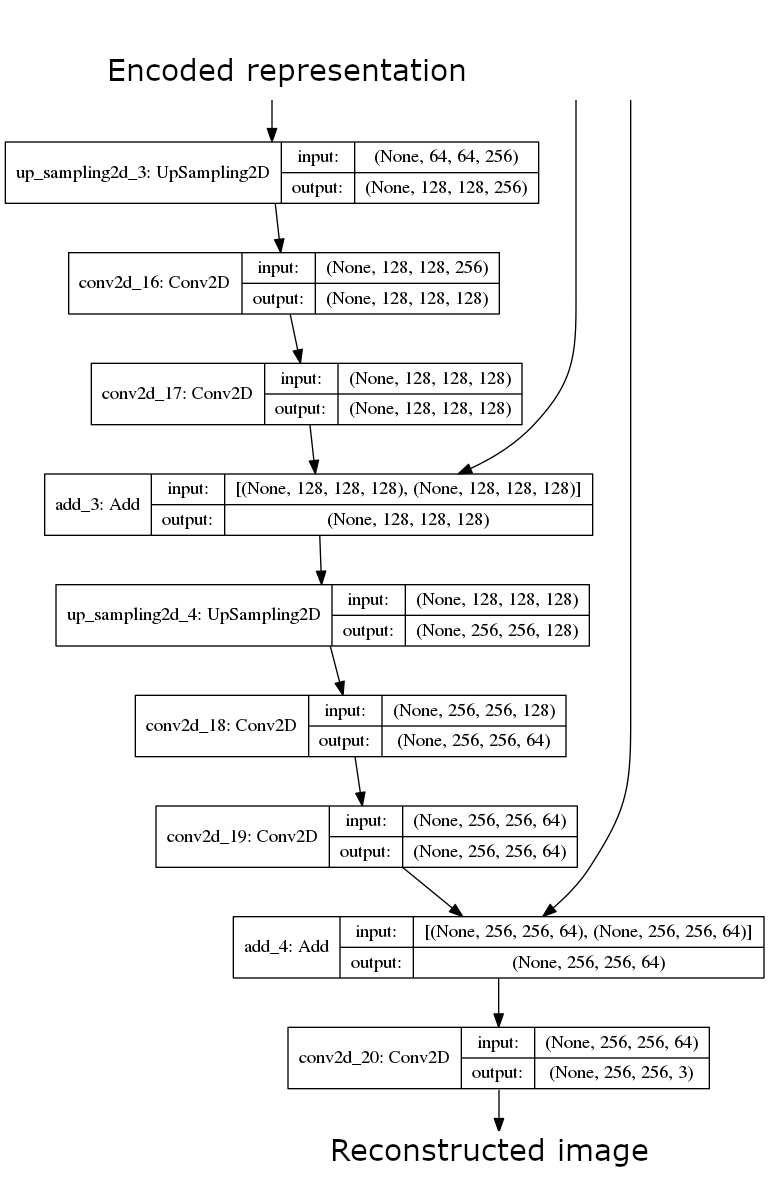 Encoded representation
up_sampling2d_3: UpSampling2D
input:
(None, 64, 64, 256)
output:
(None, 128, 128, 256)
conv2d_16: Conv2D
input:
(None, 128, 128, 256)
output:
(None, 128, 128, 128)
conv2d_17: Conv2D
input:
(None, 128, 128, 128)
output:
(None, 128, 128, 128)
add_3: Add
input:
[(None, 128, 128, 128), (None, 128, 128, 128)]
output:
(None, 128, 128, 128)
up_sampling2d_4: UpSampling2D
input:
(None, 128, 128, 128)
output:
(None, 256, 256, 128)
conv2d_18: Conv2D
input:
(None, 256, 256, 128)
output:
(None, 256, 256, 64)
conv2d_19: Conv2D
input:
(None, 256, 256, 64)
output:
(None, 256, 256, 64)
add_4: Add
input:
[(None, 256, 256, 64), (None, 256, 256, 64)]
output:
(None, 256, 256, 64)
conv2d_20: Conv2D
input:
(None, 256, 256, 64)
output:
(None, 256, 256, 3)
Reconstructed image